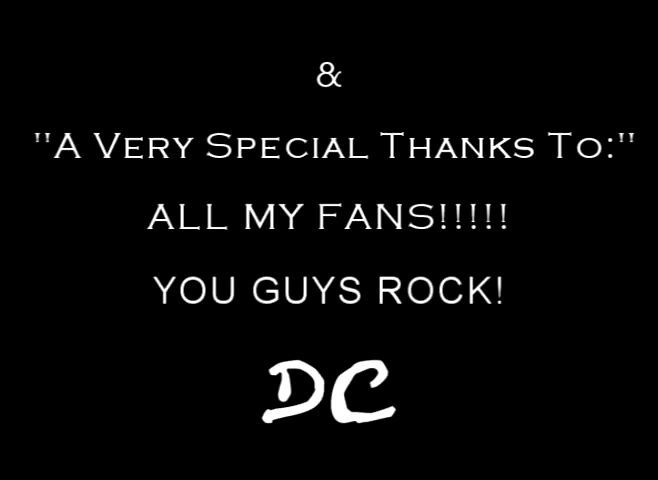 &
"A VERY SPECIAL THANKS TO:"
ALL MY FANS!!!!!
YOU GUYS ROCK!
DC